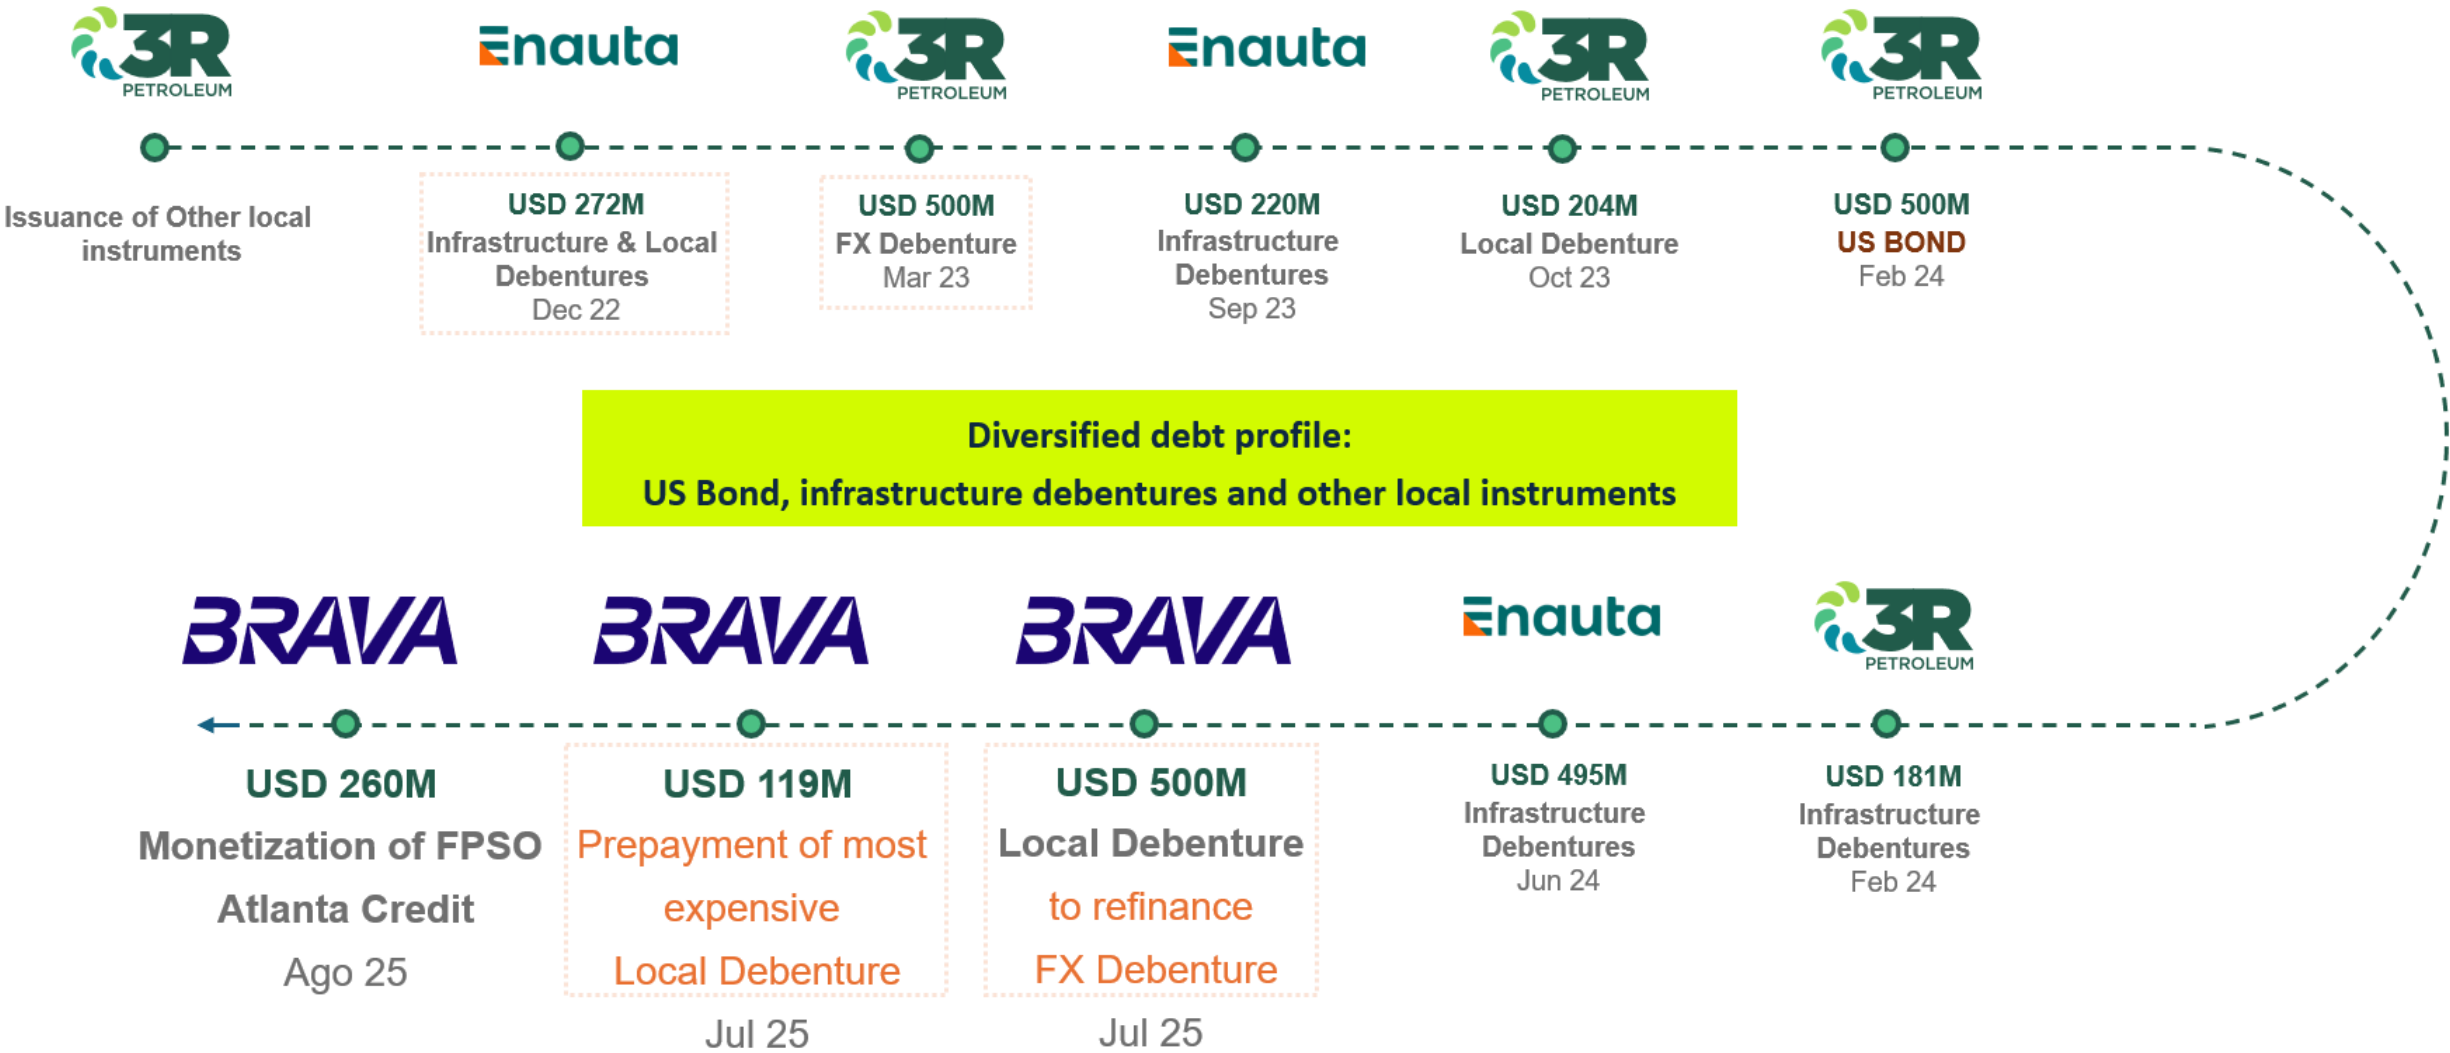 3R
PETROLEUM
Enauta
3R
PETROLEUM
Enauta
3R
PETROLEUM
3R
PETROLEUM
Issuance of Other local
instruments
USD 272M
Infrastructure & Local
Debentures
Dec 22
USD 500M
FX Debenture
Mar 23
USD 220M
Infrastructure
Debentures
Sep 23
USD 204M
Local Debenture
Oct 23
USD 500M
US BOND
Feb 24
Diversified debt profile:
US Bond, infrastructure debentures and other local instruments
BRAVA
BRAVA
BRAVA
Enauta
3R
PETROLEUM
USD 260M
Monetization of FPSO
Atlanta Credit
Ago 25
USD 119M
Prepayment of most
expensive
Local Debenture
Jul 25
USD 500M
Local Debenture
to refinance
FX Debenture
Jul 25
USD 495M
Infrastructure
Debentures
Jun 24
USD 181M
Infrastructure
Debentures
Feb 24